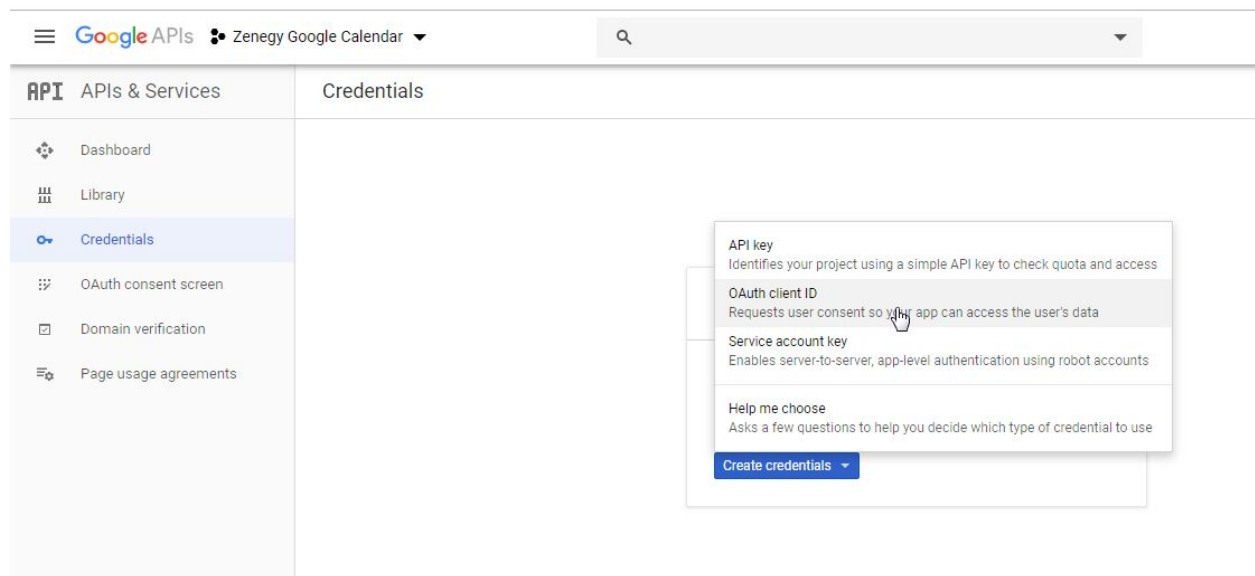 Google APIs Zenegy Google Calendar
API APIs & Services
Credentials
Dashboard
Library
Credentials
OAuth consent screen
Domain verification
Page usage agreements
API key
Identifies your project using a simple API key to check quota and access
OAuth client ID
Requests user consent so your app can access the user's data
Service account key
Enables server-to-server, app-level authentication using robot accounts
Help me choose
Asks a few questions to help you decide which type of credential to use
Create credentials